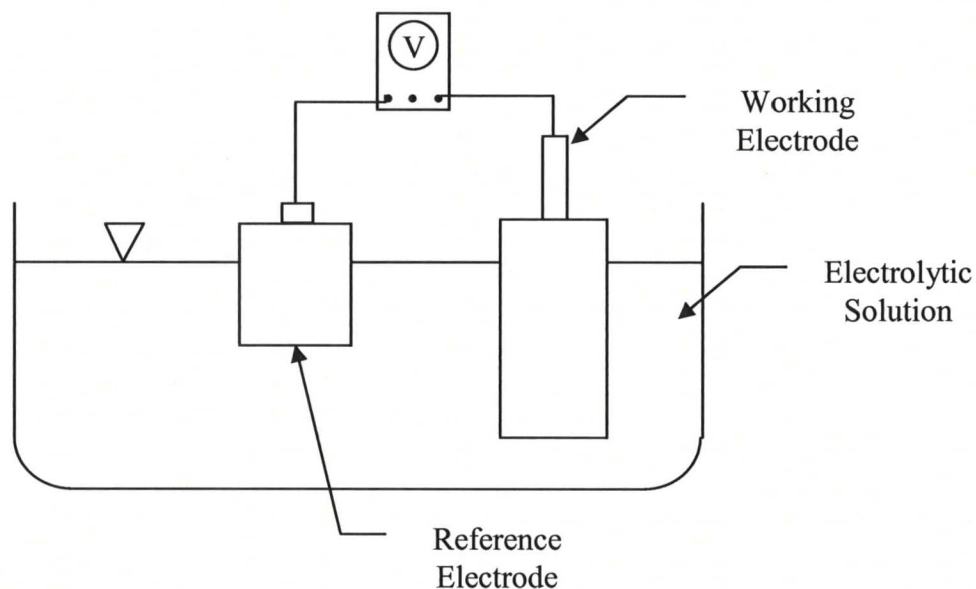 V
Working
Electrode
Electrolytic
Solution
Reference
Electrode